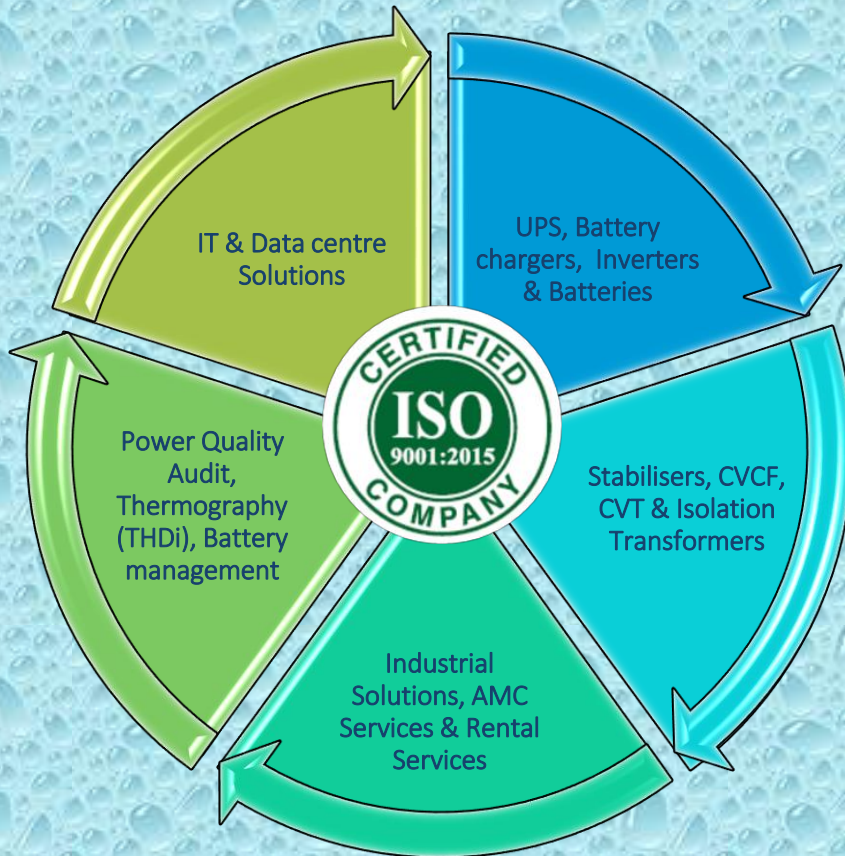 IT & Data centre
Solutions
UPS, Battery
chargers, Inverters
& Batteries
CERTIFIED
ISO
9001:2015
COMPANY
Power Quality
Audit,
Thermography
(THDi), Battery
management
Stabilisers, CVCF,
CVT & Isolation
Transformers
Industrial
Solutions, AMC
Services & Rental
Services